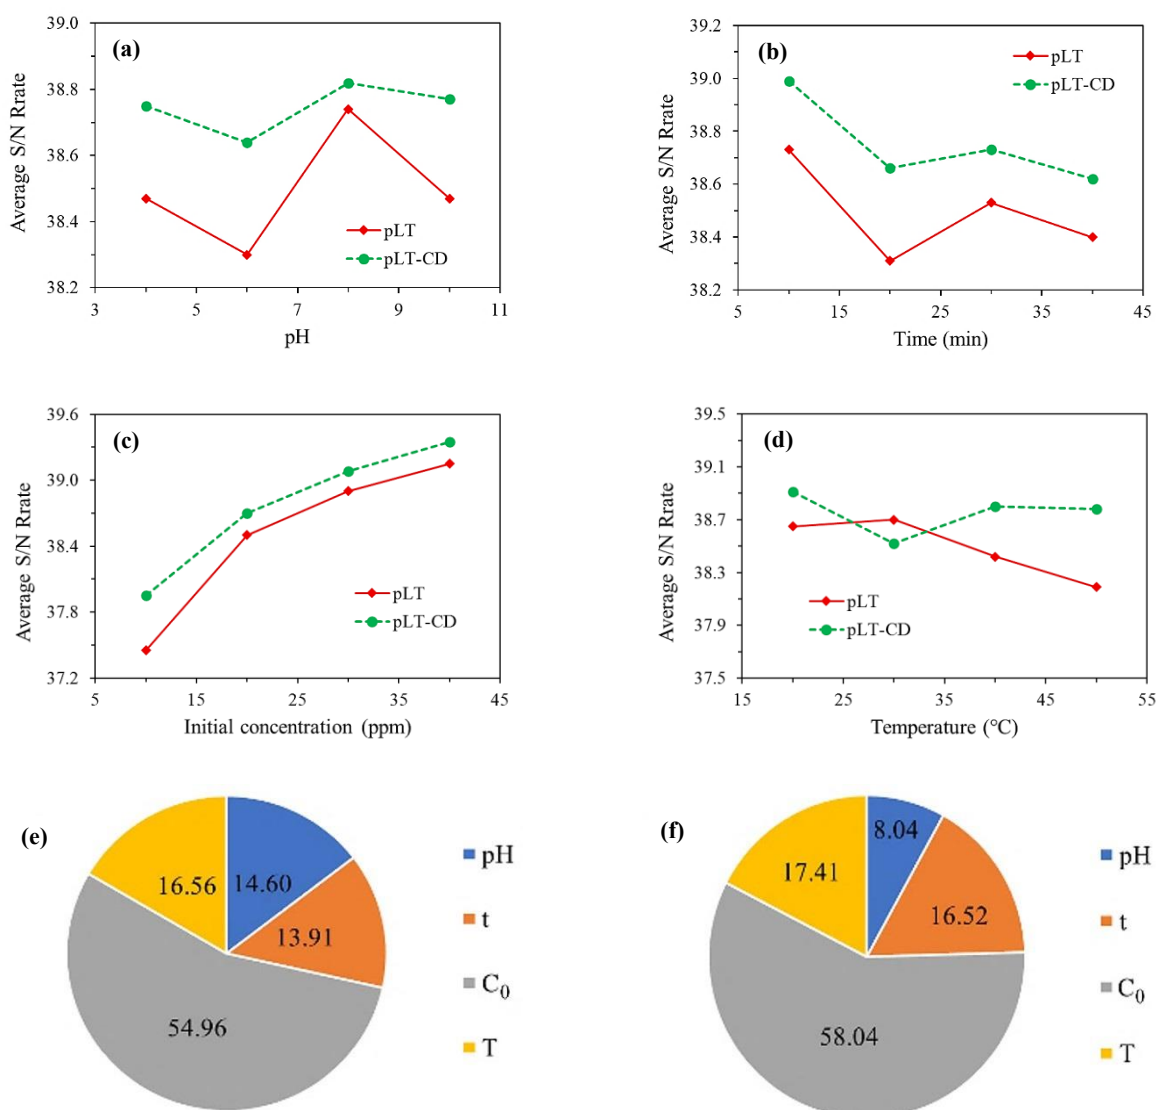 (a)
Average S/N Rrate
39.0
38.8
38.6
38.4
38.2
pLT
pLT-CD
3
5
7
9
11
pH
(b)
Average S/N Rrate
39.2
39.0
38.8
38.6
38.4
38.2
pLT
pLT-CD
5
15
25
35
45
Time (min)
(c)
Average S/N Rrate
39.6
39.0
38.4
37.8
37.2
pLT
pLT-CD
5
15
25
35
45
Initial concentration (ppm)
(d)
Average S/N Rrate
39.5
39.1
38.7
38.3
37.9
37.5
pLT
pLT-CD
15
25
35
45
55
Temperature (°C)
(e)
16.56
14.60
13.91
54.96
pH
t
C₀
T
(f)
8.04
17.41
16.52
58.04
pH
t
C₀
T